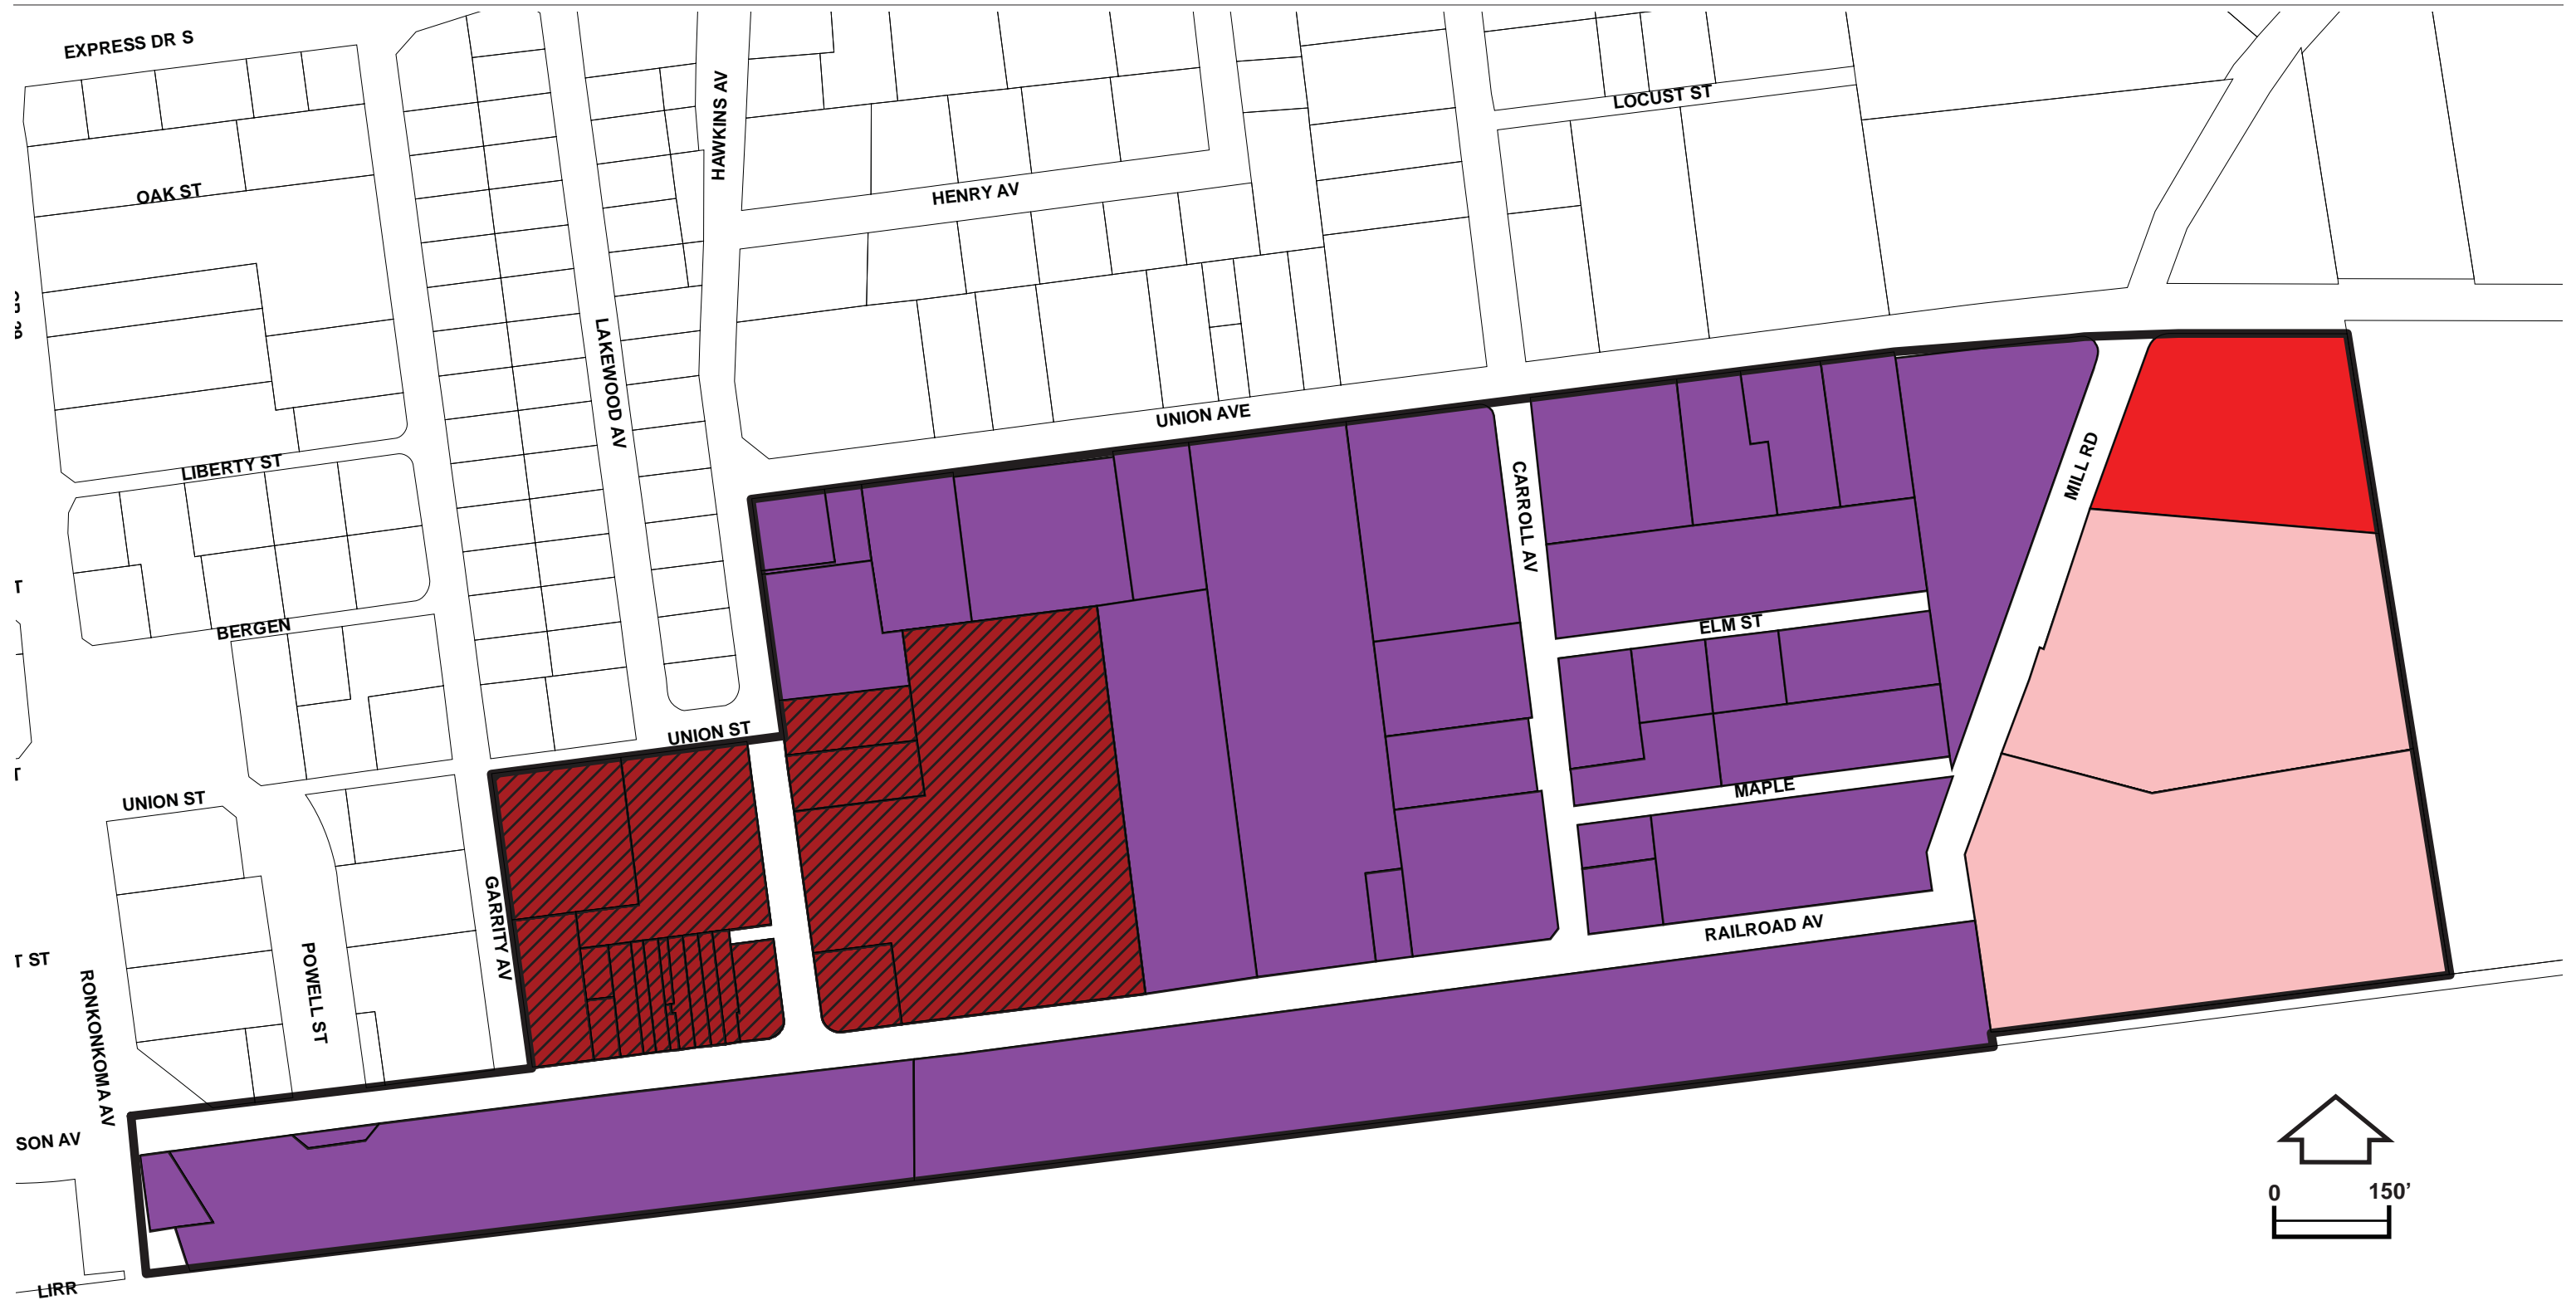 EXPRESS DR S
OAK ST
HAWKINS AV
LOCUST ST
HENRY AV
LAKEWOOD AV
UNION AVE
LIBERTY ST
CARROLL AV
MILL RD
BERGEN
ELM ST
UNION ST
MAPLE
UNION ST
GARRITY AV
RAILROAD AV
T ST
POWELL ST
RONKONKOMA AV
SON AV
0 150’
LIRR